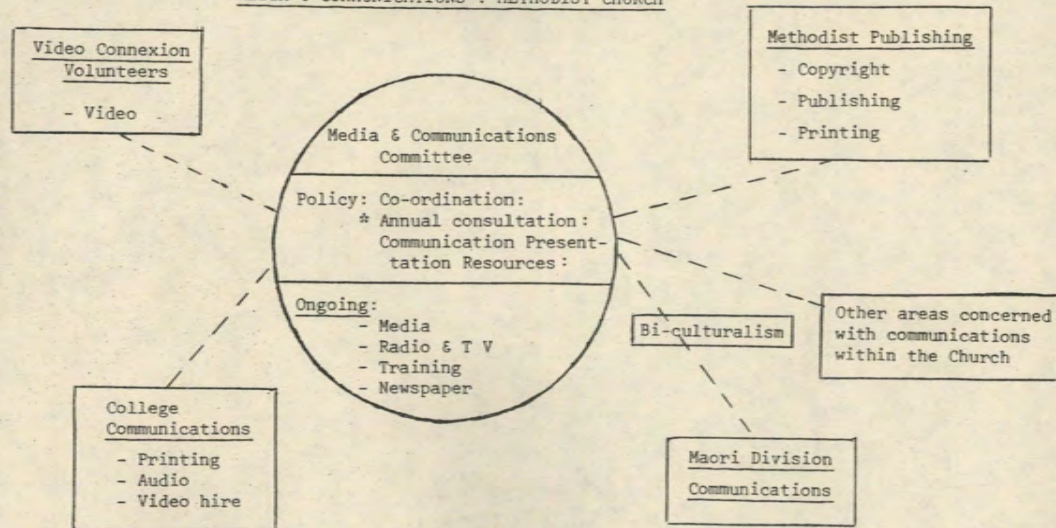 COMMUNICATIONS : METHODIST CHURCH
Video Connexion
Volunteers
- Video
Methodist Publishing
- Copyright
- Publishing
- Printing
Media & Communications
Committee
Policy: Co-ordination:
* Annual consultation:
Communication Present-
tation Resources:
Ongoing:
- Media
- Radio & T V
- Training
- Newspaper
Bi-culturalism
Other areas concerned
with communications
within the Church
College
Communications
- Printing
- Audio
- Video hire
Maori Division
Communications